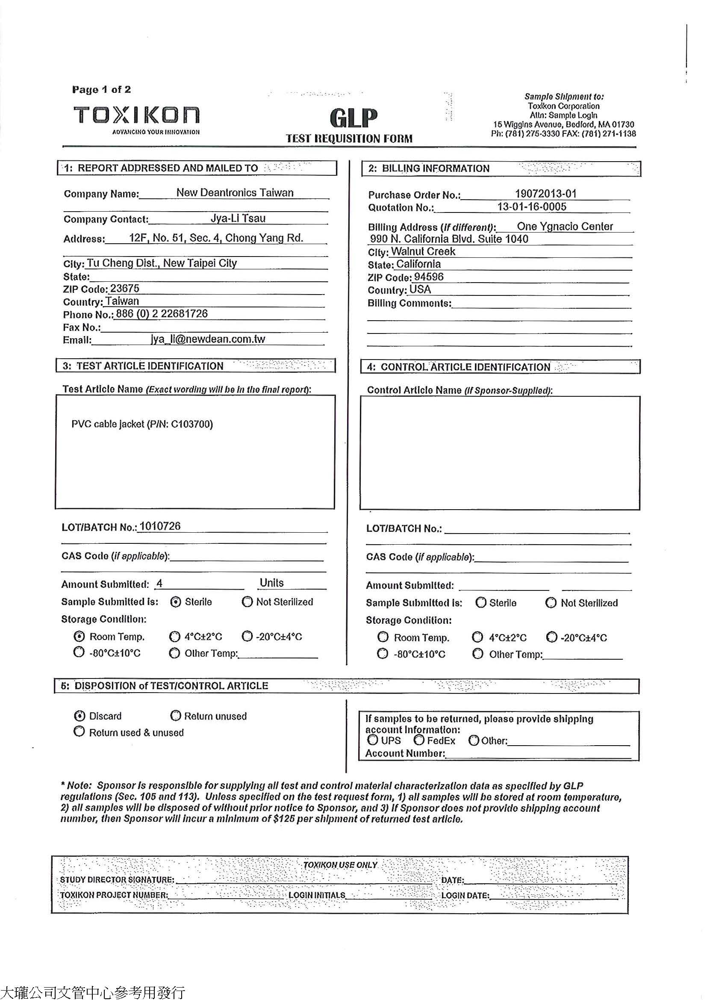 Page 1 of 2
TOXIKON
ADVANCING YOUR INNOVATION
GLP
TEST REQUISITION FORM
Sample Shipment to:
Toxikon Corporation
Attn: Sample Login
15 Wiggins Avenue, Bedford, MA 01730
Ph: (781) 275-3330 FAX: (781) 271-1138
1: REPORT ADDRESSED AND MAILED TO
Company Name: New Deantronics Taiwan
Company Contact: Jya-Li Tsau
Address: 12F, No. 51, Sec. 4, Chong Yang Rd.
City: Tu Cheng Dist., New Taipei City
State:
ZIP Code: 23675
Country: Taiwan
Phone No.: 886 (0) 2 22681726
Fax No.:
Email: jya_li@newdean.com.tw
2: BILLING INFORMATION
Purchase Order No.: 19072013-01
Quotation No.: 13-01-16-0005
Billing Address (if different): One Ygnacio Center
990 N. California Blvd. Suite 1040
City: Walnut Creek
State: California
ZIP Code: 94596
Country: USA
Billing Comments:
3: TEST ARTICLE IDENTIFICATION
Test Article Name (Exact wording will be in the final report):
PVC cable jacket (P/N: C103700)
LOT/BATCH No.: 1010726
CAS Code (if applicable):
Amount Submitted: 4 Units
Sample Submitted is: Sterile Not Sterilized
Storage Condition:
Room Temp. 4°C±2°C -20°C±4°C
-80°C±10°C Other Temp:
4: CONTROL ARTICLE IDENTIFICATION
Control Article Name (If Sponsor-Supplied):
LOT/BATCH No.:
CAS Code (if applicable):
Amount Submitted:
Sample Submitted is: Sterile Not Sterilized
Storage Condition:
Room Temp. 4°C±2°C -20°C±4°C
-80°C±10°C Other Temp:
5: DISPOSITION of TEST/CONTROL ARTICLE
Discard Return unused
Return used & unused
If samples to be returned, please provide shipping
account information:
UPS FedEx Other:
Account Number:
* Note: Sponsor is responsible for supplying all test and control material characterization data as specified by GLP
regulations (Sec. 105 and 113). Unless specified on the test request form, 1) all samples will be stored at room temperature,
2) all samples will be disposed of without prior notice to Sponsor, and 3) If Sponsor does not provide shipping account
number, then Sponsor will incur a minimum of $125 per shipment of returned test article.
TOXIKON USE ONLY
STUDY DIRECTOR SIGNATURE: DATE:
TOXIKON PROJECT NUMBER: LOGIN INITIALS LOGIN DATE:
大瓏公司文管中心參考用發行